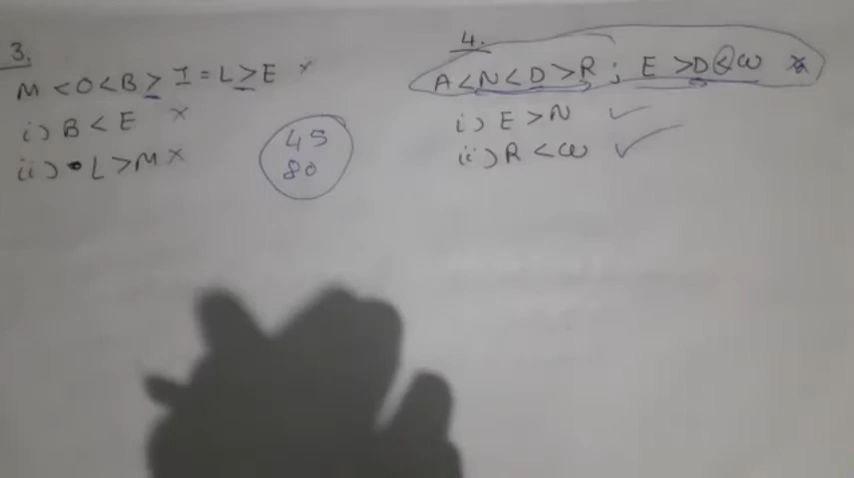 3.
M < O < B ≥ I = L ≥ E ×
i) B < E ×
ii) L > M ×
45
80
4.
A < N < D > R ; E > D < W
i) E > N ✓
ii) R < W ✓